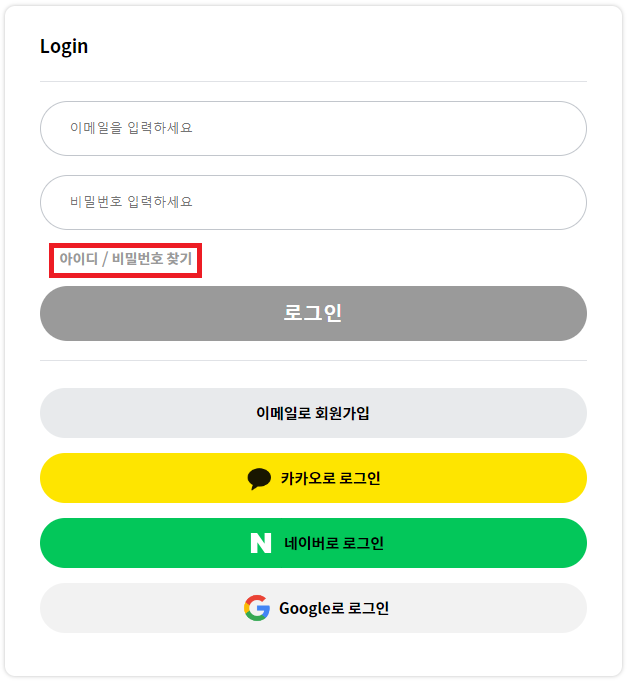 Login
이메일을 입력하세요
비밀번호 입력하세요
아이디 / 비밀번호 찾기
로그인
이메일로 회원가입
카카오로 로그인
N 네이버로 로그인
G Google로 로그인